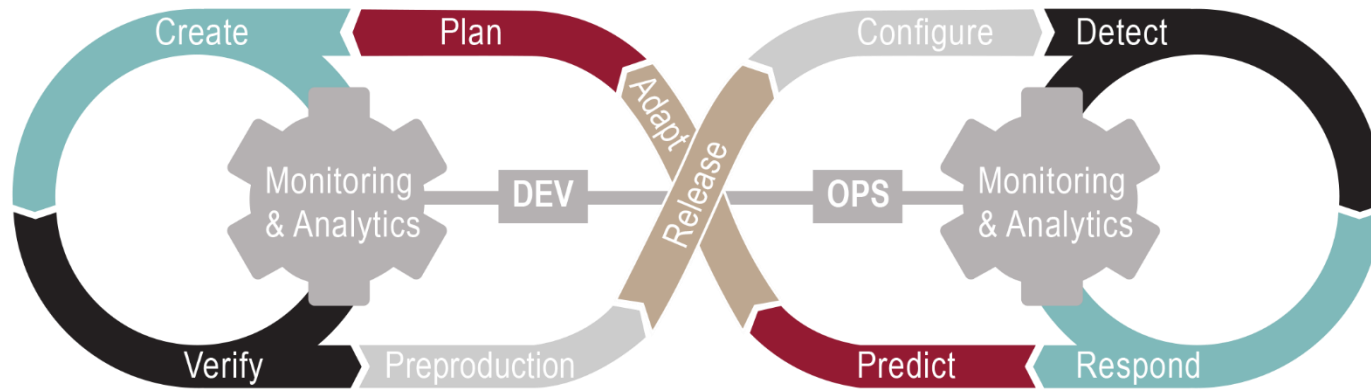 Create
Plan
Configure
Detect
Adapt
Release
Monitoring
& Analytics
DEV
OPS
Monitoring
& Analytics
Verify
Preproduction
Predict
Respond